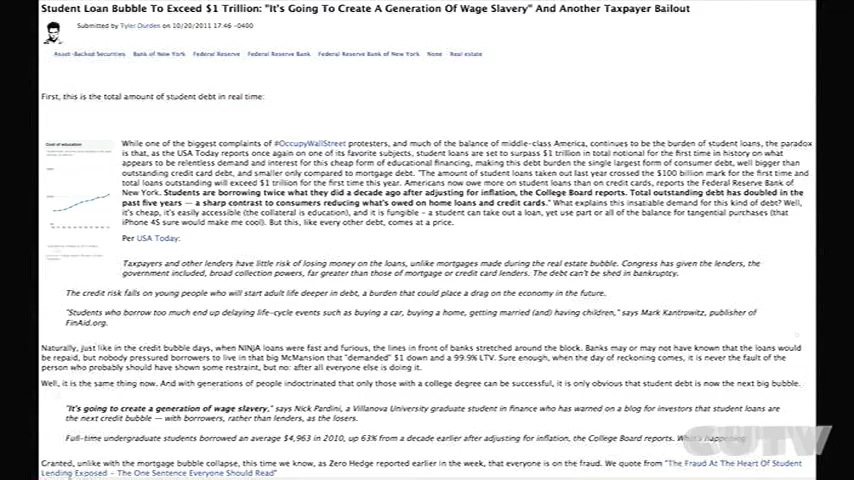 Student Loan Bubble To Exceed $1 Trillion: "It's Going To Create A Generation Of Wage Slavery" And Another Taxpayer Bailout
Submitted by Tyler Durden on 10/20/2011 17:46 -0400
Asset-Backed Securities Bank of New York Federal Reserve Federal Reserve Bank Federal Reserve Bank of New York None Real estate
First, this is the total amount of student debt in real time:
Cost of education
While one of the biggest complaints of #OccupyWallStreet protesters, and much of the balance of middle-class America, continues to be the burden of student loans, the paradox
is that, as the USA Today reports once again on one of its favorite subjects, student loans are set to surpass $1 trillion in total notional for the first time in history on what
appears to be relentless demand and interest for this cheap form of educational financing, making this debt burden the single largest form of consumer debt, well bigger than
outstanding credit card debt, and smaller only compared to mortgage debt. "The amount of student loans taken out last year crossed the $100 billion mark for the first time and
total loans outstanding will exceed $1 trillion for the first time this year. Americans now owe more on student loans than on credit cards, reports the Federal Reserve Bank of
New York. Students are borrowing twice what they did a decade ago after adjusting for inflation, the College Board reports. Total outstanding debt has doubled in the
past five years — a sharp contrast to consumers reducing what's owed on home loans and credit cards." What explains this insatiable demand for this kind of debt? Well,
it's cheap, it's easily accessible (the collateral is education), and it is fungible - a student can take out a loan, yet use part or all of the balance for tangential purchases (that
iPhone 4S sure would make me cool). But this, like every other debt, comes at a price.
Per USA Today:
Taxpayers and other lenders have little risk of losing money on the loans, unlike mortgages made during the real estate bubble. Congress has given the lenders, the
government included, broad collection powers, far greater than those of mortgage or credit card lenders. The debt can't be shed in bankruptcy.
The credit risk falls on young people who will start adult life deeper in debt, a burden that could place a drag on the economy in the future.
"Students who borrow too much end up delaying life-cycle events such as buying a car, buying a home, getting married (and) having children," says Mark Kantrowitz, publisher of
FinAid.org.
Naturally, just like in the credit bubble days, when NINJA loans were fast and furious, the lines in front of banks stretched around the block. Banks may or may not have known that the loans would
be repaid, but nobody pressured borrowers to live in that big McMansion that "demanded" $1 down and a 99.9% LTV. Sure enough, when the day of reckoning comes, it is never the fault of the
person who probably should have shown some restraint, but no: after all everyone else is doing it.
Well, it is the same thing now. And with generations of people indoctrinated that only those with a college degree can be successful, it is only obvious that student debt is now the next big bubble.
"It's going to create a generation of wage slavery," says Nick Pardini, a Villanova University graduate student in finance who has warned on a blog for investors that student loans are
the next credit bubble — with borrowers, rather than lenders, as the losers.
Full-time undergraduate students borrowed an average $4,963 in 2010, up 63% from a decade earlier after adjusting for inflation, the College Board reports. What's happening
CUTV
Granted, unlike with the mortgage bubble collapse, this time we know, as Zero Hedge reported earlier in the week, that everyone is on the fraud. We quote from "The Fraud At The Heart Of Student
Lending Exposed - The One Sentence Everyone Should Read"